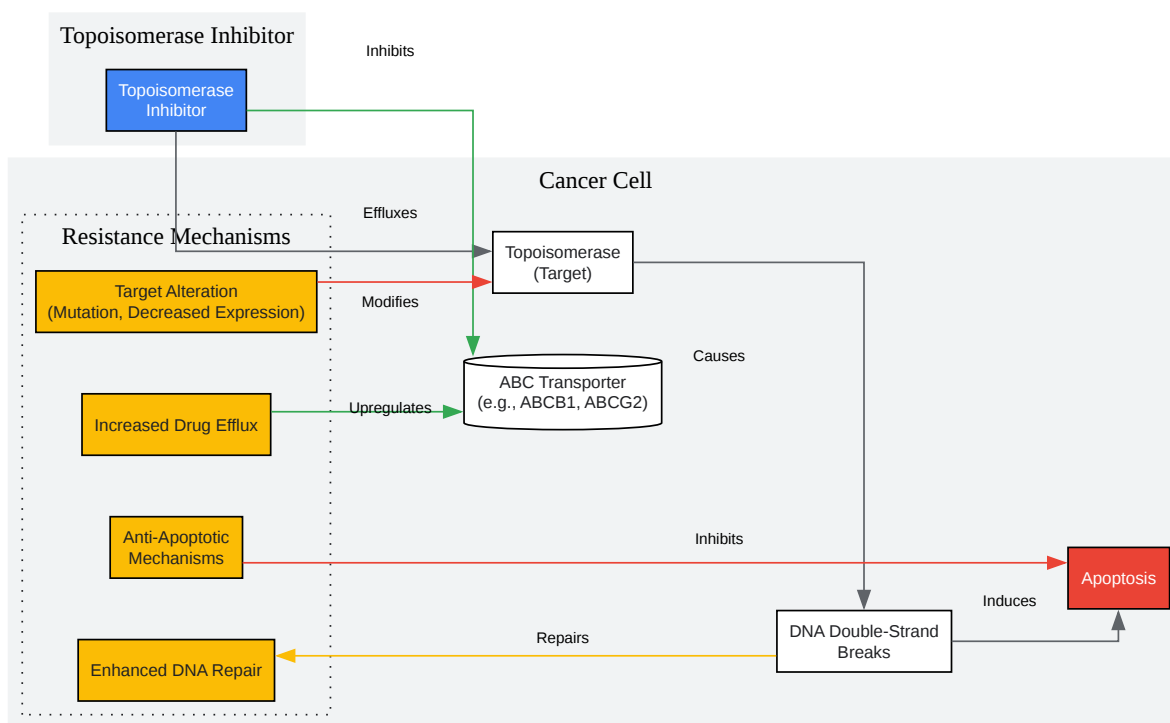 Topoisomerase Inhibitor
Inhibits
Topoisomerase
Inhibitor
Cancer Cell
Effluxes
Resistance Mechanisms
Topoisomerase
(Target)
Target Alteration
(Mutation, Decreased Expression)
Modifies
Causes
ABC Transporter
(e.g., ABCB1, ABCG2)
Upregulates
Increased Drug Efflux
Anti-Apoptotic
Mechanisms
Inhibits
Apoptosis
Induces
DNA Double-Strand
Breaks
Repairs
Enhanced DNA Repair